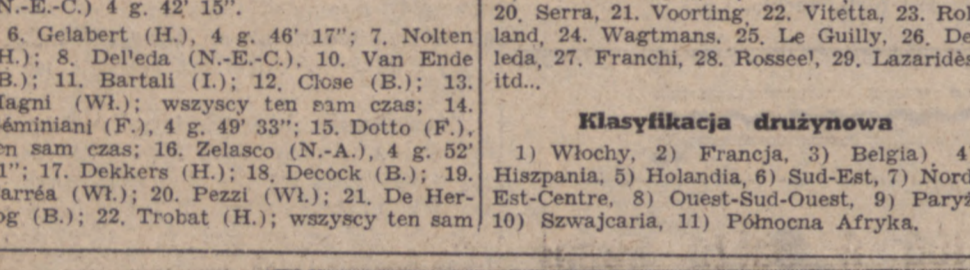 N.-E.-C.) 4 g. 42' 15".
6. Gelabert (H.), 4 g. 46' 17"; 7. Nolten
H.); 8. Del'eda (N.-E.-C.), 10. Van Ende
B.); 11. Bartali (I.); 12. Close (B.); 13.
Magni (Wł.); wszyscy ten sam czas; 14.
éminiani (F.), 4 g. 49' 33"; 15. Dotto (F.),
en sam czas; 16. Zelasco (N.-A.), 4 g. 52'
1"; 17. Dekkers (H.); 18. Decock (B.); 19.
arréa (Wł.); 20. Pezzi (Wł.); 21. De Her-
og (B.); 22. Trobat (H.); wszyscy ten sam
20. Serra, 21. Voorting, 22. Vitetta, 23. Rol
land, 24. Wagtmans. 25. Le Guilly, 26. De
leda, 27. Franchi, 28. Rossee', 29. Lazaridès
itd...
Klasyfikacja drużynowa
1) Włochy, 2) Francja, 3) Belgia), 4
Hiszpania, 5) Holandia, 6) Sud-Est, 7) Nord
Est-Centre, 8) Ouest-Sud-Ouest, 9) Paryż
10) Szwajcaria, 11) Północna Afryka.